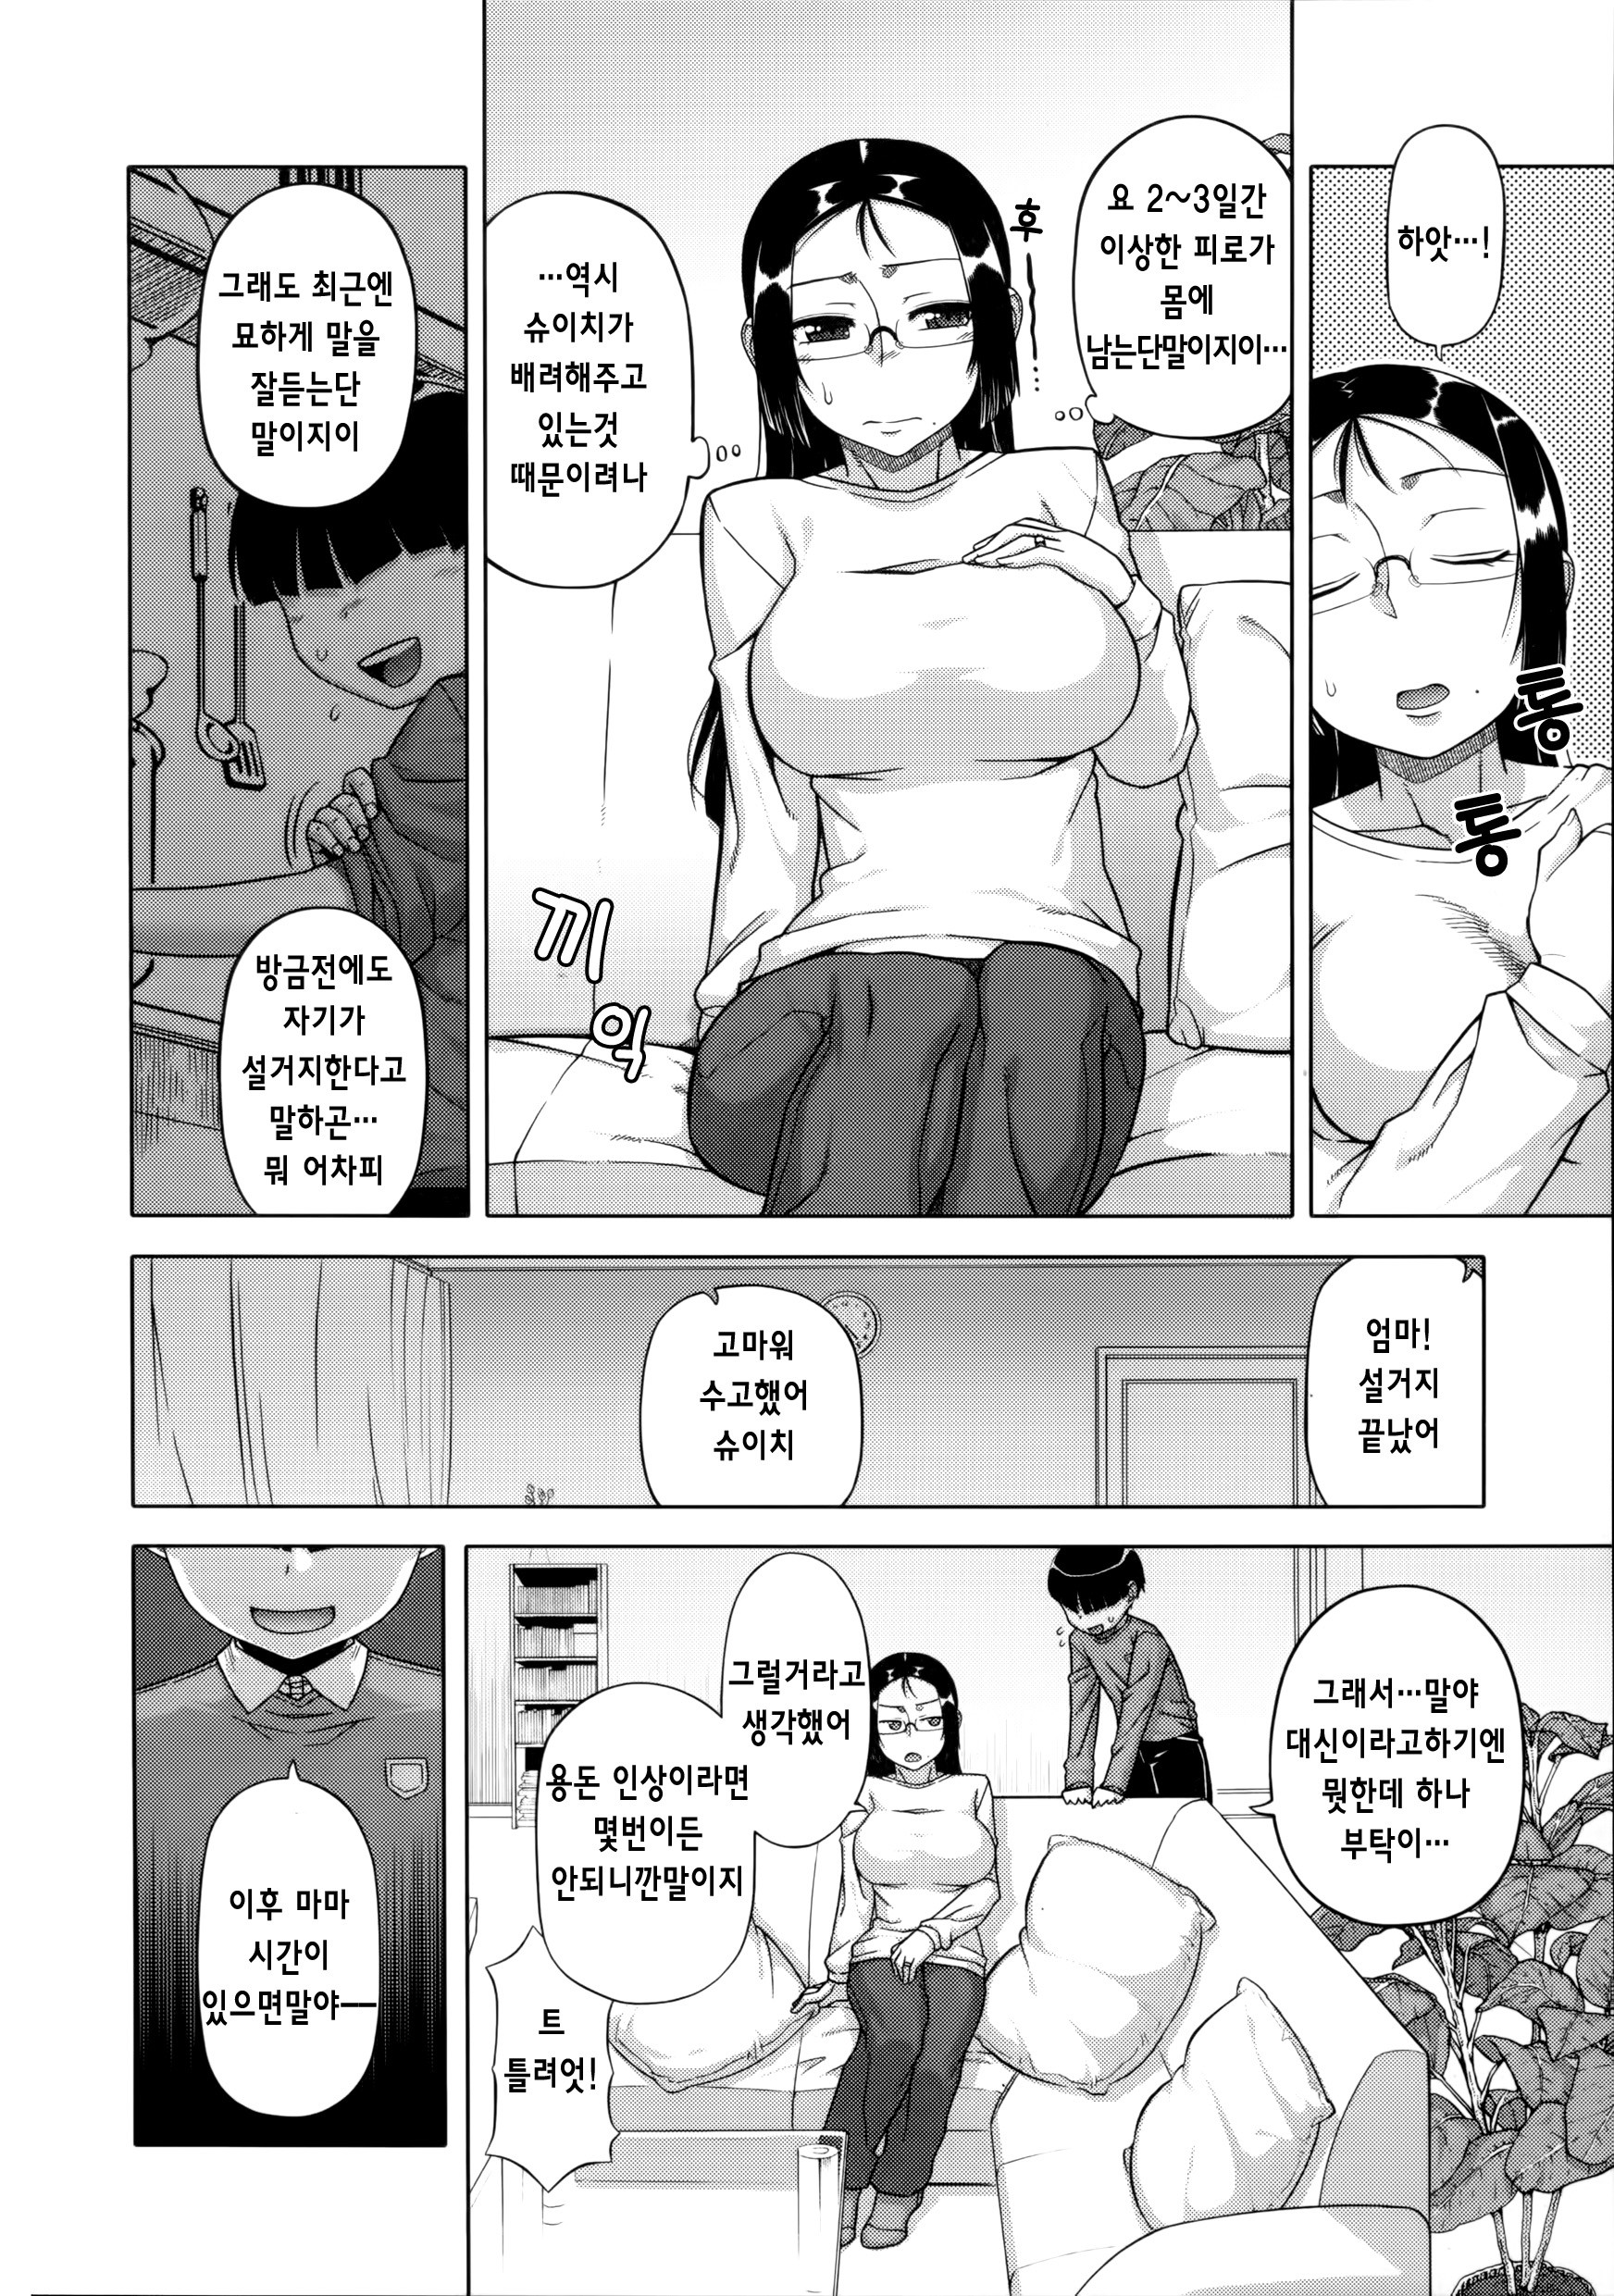 하앗…!
통
통
요 2~3일간
이상한 피로가
몸에
남는단말이지이…
후
…역시
슈이치가
배려해주고
있는것
때문이려나
끼
익
그래도 최근엔
묘하게 말을
잘듣는단
말이지이
방금전에도
자기가
설거지한다고
말하곤…
뭐 어차피
엄마!
설거지
끝났어
고마워
수고했어
슈이치
그래서…말야
대신이라고하기엔
뭣한데 하나
부탁이…
그럴거라고
생각했어
용돈 인상이라면
몇번이든
안되니깐말이지
트
틀려엇!
이후 마마
시간이
있으면말야──